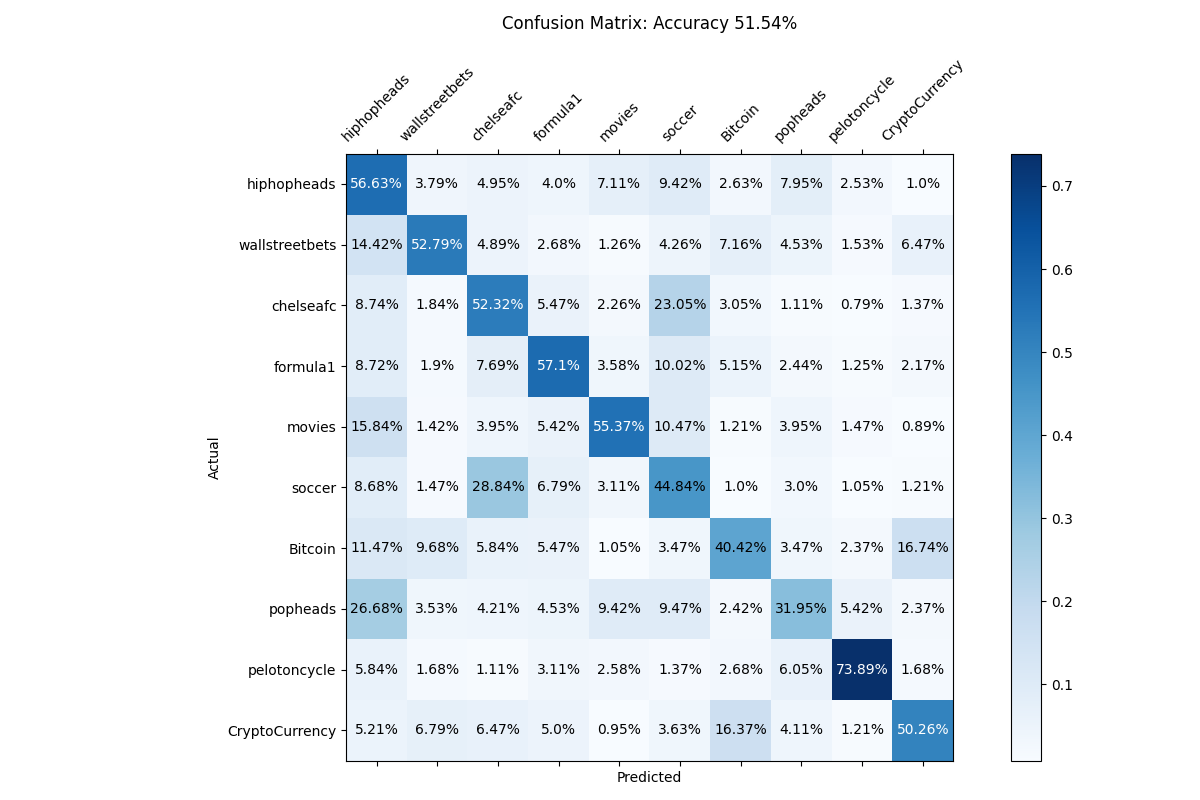 Confusion Matrix: Accuracy 51.54%
hiphopheads wallstreetbets chelseafc formula1 movies soccer Bitcoin popheads pelotoncycle CryptoCurrency
hiphopheads 56.63% 3.79% 4.95% 4.0% 7.11% 9.42% 2.63% 7.95% 2.53% 1.0%
wallstreetbets 14.42% 52.79% 4.89% 2.68% 1.26% 4.26% 7.16% 4.53% 1.53% 6.47%
chelseafc 8.74% 1.84% 52.32% 5.47% 2.26% 23.05% 3.05% 1.11% 0.79% 1.37%
formula1 8.72% 1.9% 7.69% 57.1% 3.58% 10.02% 5.15% 2.44% 1.25% 2.17%
movies 15.84% 1.42% 3.95% 5.42% 55.37% 10.47% 1.21% 3.95% 1.47% 0.89%
soccer 8.68% 1.47% 28.84% 6.79% 3.11% 44.84% 1.0% 3.0% 1.05% 1.21%
Bitcoin 11.47% 9.68% 5.84% 5.47% 1.05% 3.47% 40.42% 3.47% 2.37% 16.74%
popheads 26.68% 3.53% 4.21% 4.53% 9.42% 9.47% 2.42% 31.95% 5.42% 2.37%
pelotoncycle 5.84% 1.68% 1.11% 3.11% 2.58% 1.37% 2.68% 6.05% 73.89% 1.68%
CryptoCurrency 5.21% 6.79% 6.47% 5.0% 0.95% 3.63% 16.37% 4.11% 1.21% 50.26%
Actual
Predicted
0.7
0.6
0.5
0.4
0.3
0.2
0.1